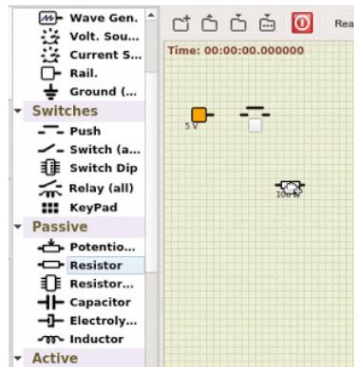 Wave Gen.
Volt. Sou...
Current S...
Rail.
Ground (...
Switches
Push
Switch (a...
Switch Dip
Relay (all)
KeyPad
Passive
Potentio...
Resistor
Resistor...
Capacitor
Electroly...
Inductor
Active
Rea
Time: 00:00:00.000000
5 V